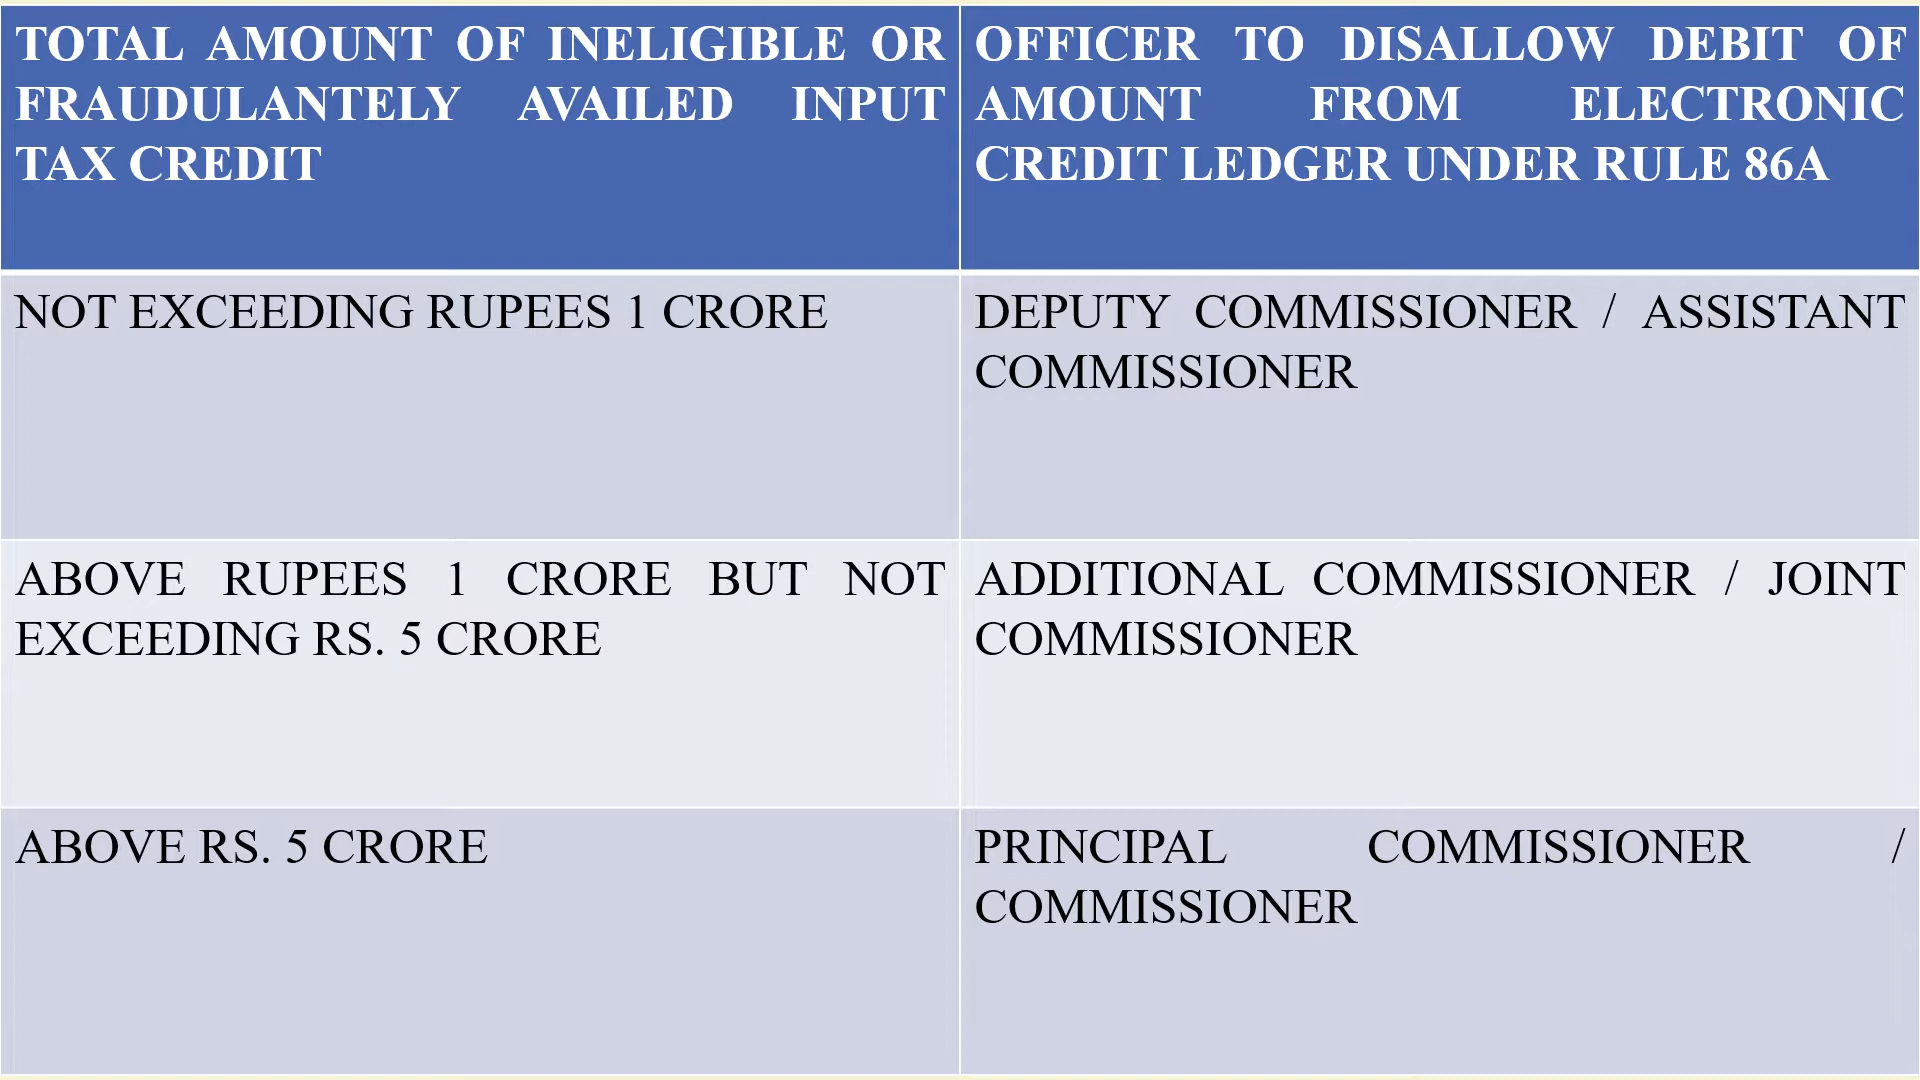 TOTAL AMOUNT OF INELIGIBLE OR
FRAUDULANTELY AVAILED INPUT
TAX CREDIT
OFFICER TO DISALLOW DEBIT OF
AMOUNT FROM ELECTRONIC
CREDIT LEDGER UNDER RULE 86A
NOT EXCEEDING RUPEES 1 CRORE
DEPUTY COMMISSIONER / ASSISTANT
COMMISSIONER
ABOVE RUPEES 1 CRORE BUT NOT
EXCEEDING RS. 5 CRORE
ADDITIONAL COMMISSIONER / JOINT
COMMISSIONER
ABOVE RS. 5 CRORE
PRINCIPAL COMMISSIONER /
COMMISSIONER